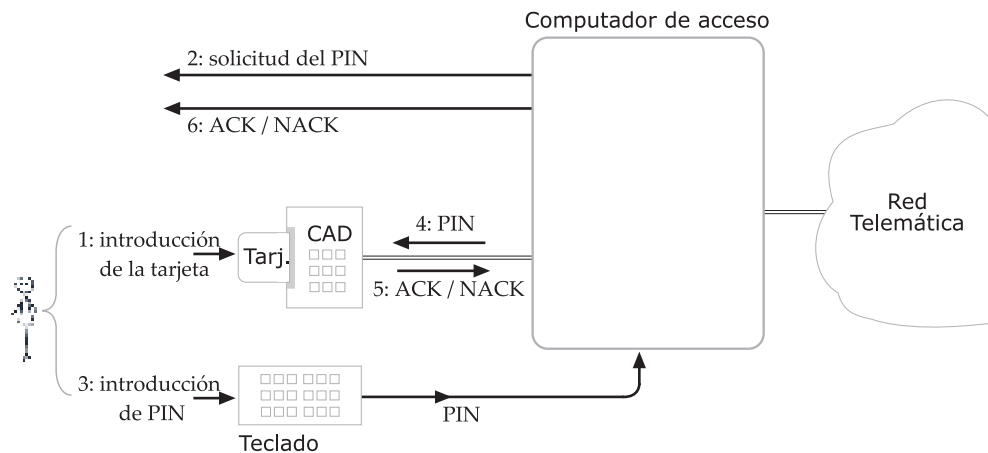 Computador de acceso
2: solicitud del PIN
6: ACK / NACK
Red
Telemática
1: introducción
de la tarjeta
Tarj.
CAD
4: PIN
5: ACK / NACK
3: introducción
de PIN
PIN
Teclado